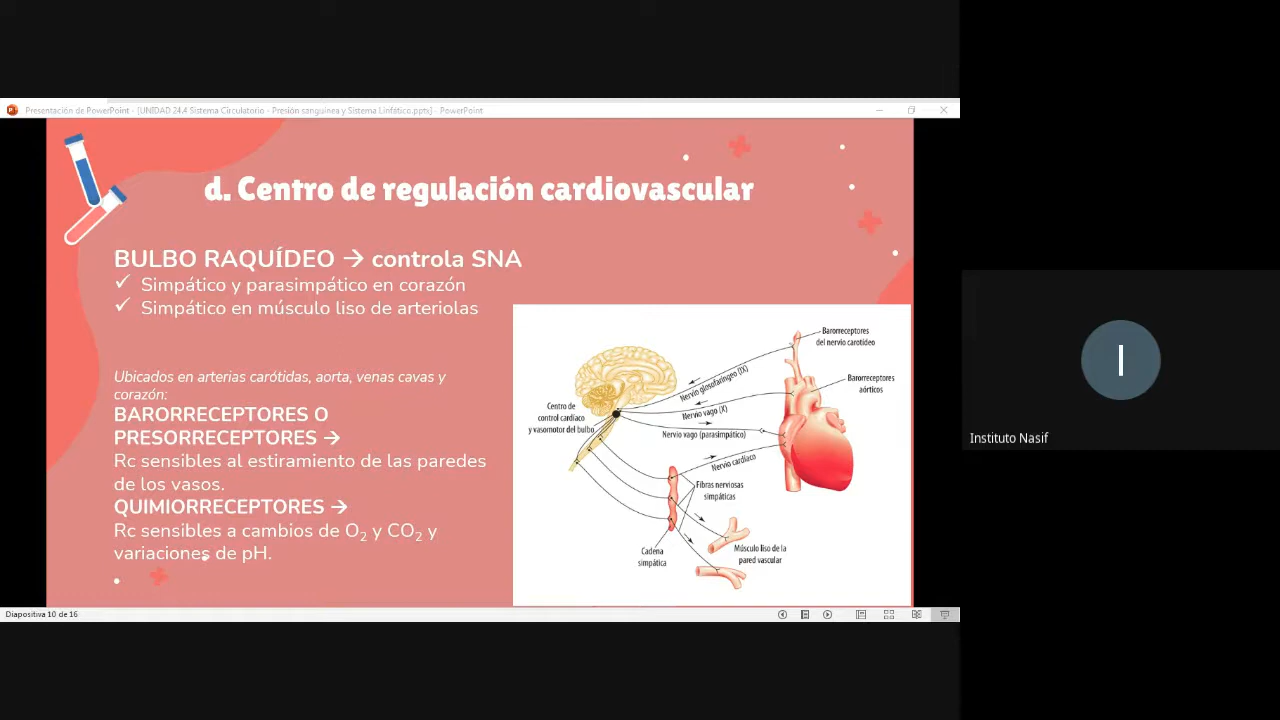 Presentación de PowerPoint - [UNIDAD 24.4 Sistema Circulatorio - Presión sanguínea y Sistema Linfático.pptx] - PowerPoint
d. Centro de regulación cardiovascular
BULBO RAQUÍDEO → controla SNA
✓ Simpático y parasimpático en corazón
✓ Simpático en músculo liso de arteriolas
Ubicados en arterias carótidas, aorta, venas cavas y
corazón:
BARORRECEPTORES O
PRESORRECEPTORES →
Rc sensibles al estiramiento de las paredes
de los vasos.
QUIMIORRECEPTORES →
Rc sensibles a cambios de O₂ y CO₂ y
variaciones de pH.
Barorreceptores
del nervio carotídeo
Nervio glosofaríngeo (IX)
Barorreceptores
aórticos
Centro de
control cardíaco
y vasomotor del bulbo
Nervio vago (X)
Nervio vago (parasimpático)
Nervio cardíaco
Fibras nerviosas
simpáticas
Cadena
simpática
Músculo liso de la
pared vascular
Diapositiva 10 de 16
I
Instituto Nasif